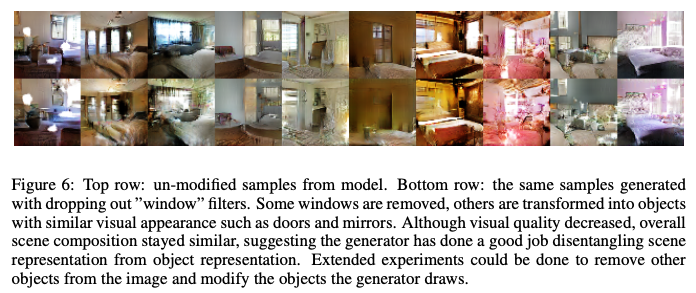 Figure 6: Top row: un-modified samples from model. Bottom row: the same samples generated
with dropping out "window" filters. Some windows are removed, others are transformed into objects
with similar visual appearance such as doors and mirrors. Although visual quality decreased, overall
scene composition stayed similar, suggesting the generator has done a good job disentangling scene
representation from object representation. Extended experiments could be done to remove other
objects from the image and modify the objects the generator draws.